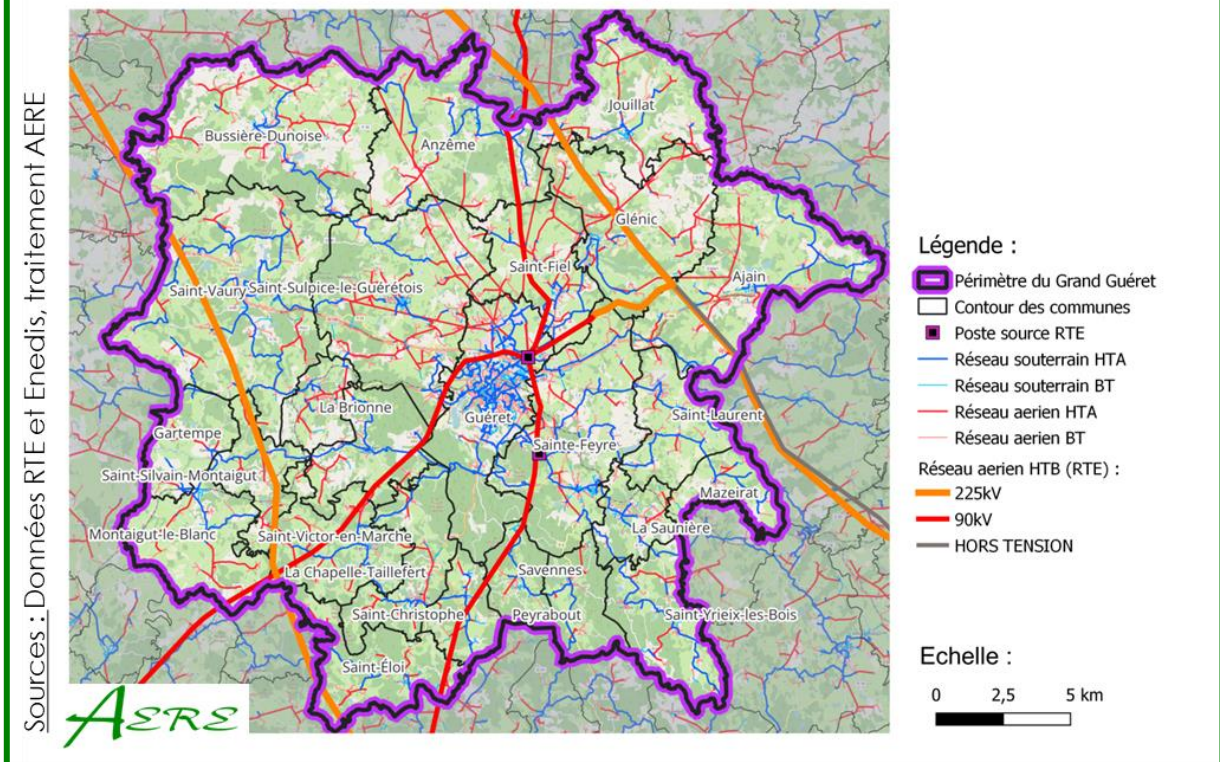 Sources : Données RTE et Enedis, traitement AERE
Jouillat
Bussière-Dunoise
Anzême
Glénic
Saint-Fiel
Ajain
Saint-Vaury
Saint-Sulpice-le-Guérétois
La Brionne
Guéret
Saint-Laurent
Gartempe
Sainte-Feyre
Saint-Silvain-Montaigut
Mazeirat
Montaigut-le-Blanc
Saint-Victor-en-Marche
La Saunière
La Chapelle-Taillefert
Savennes
Saint-Christophe
Peyrabout
Saint-Yrieix-les-Bois
Saint-Éloi
AERE
Légende :
Périmètre du Grand Guéret
Contour des communes
Poste source RTE
Réseau souterrain HTA
Réseau souterrain BT
Réseau aerien HTA
Réseau aerien BT
Réseau aerien HTB (RTE) :
225kV
90kV
HORS TENSION
Echelle :
0 2,5 5 km